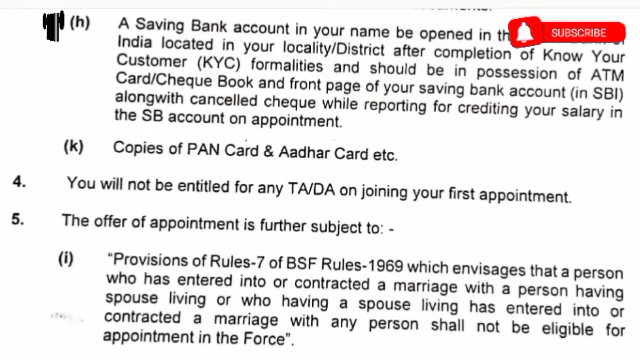 SUBSCRIBE
(h) A Saving Bank account in your name be opened in th of
India located in your locality/District after completion of Know Your
Customer (KYC) formalities and should be in possession of ATM
Card/Cheque Book and front page of your saving bank account (in SBI)
alongwith cancelled cheque while reporting for crediting your salary in
the SB account on appointment.
(k) Copies of PAN Card & Aadhar Card etc.
4. You will not be entitled for any TA/DA on joining your first appointment.
5. The offer of appointment is further subject to: -
(i) "Provisions of Rules-7 of BSF Rules-1969 which envisages that a person
who has entered into or contracted a marriage with a person having
spouse living or who having a spouse living has entered into or
contracted a marriage with any person shall not be eligible for
appointment in the Force".